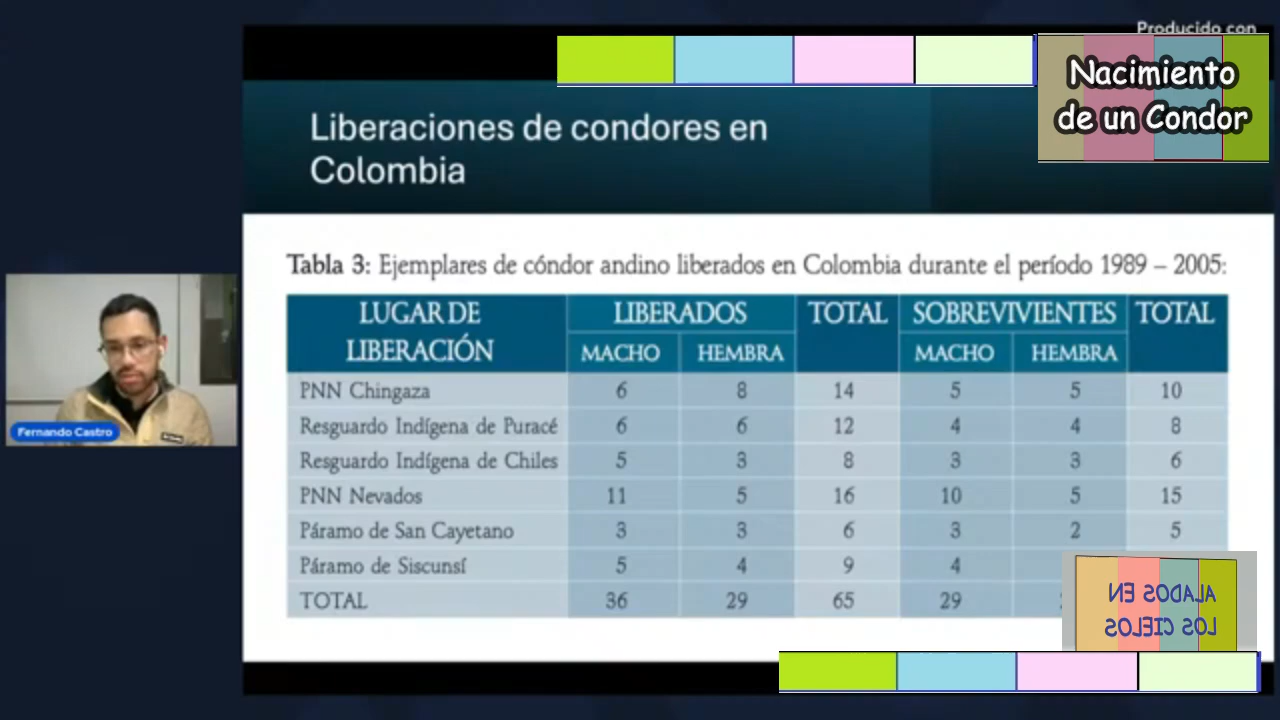 Producido con
Nacimiento
de un Condor
Liberaciones de condores en
Colombia
Tabla 3: Ejemplares de cóndor andino liberados en Colombia durante el período 1989 – 2005:
LUGAR DE LIBERACIÓN LIBERADOS TOTAL SOBREVIVIENTES TOTAL
MACHO HEMBRA MACHO HEMBRA
PNN Chingaza 6 8 14 5 5 10
Resguardo Indígena de Puracé 6 6 12 4 4 8
Resguardo Indígena de Chiles 5 3 8 3 3 6
PNN Nevados 11 5 16 10 5 15
Páramo de San Cayetano 3 3 6 3 2 5
Páramo de Siscunsí 5 4 9 4
TOTAL 36 29 65 29
Fernando Castro
ALADOS EN
LOS CIELOS